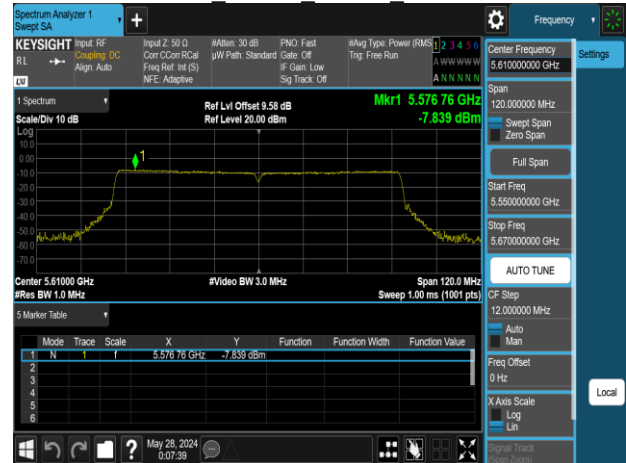 Spectrum Analyzer 1
Swept SA
Frequency
KEYSIGHT
RL
LXI
Input: RF
Coupling: DC
Align: Auto
Input Z: 50 Ω
Corr CCorr RCal
Freq Ref: Int (S)
NFE: Adaptive
#Atten: 30 dB
µW Path: Standard
PNO: Fast
Gate: Off
IF Gain: Low
Sig Track: Off
#Avg Type: Power (RMS
Trig: Free Run
1 2 3 4 5 6
A W W W W W
A N N N N N
1 Spectrum
Scale/Div 10 dB
Log
Ref Lvl Offset 9.58 dB
Ref Level 20.00 dBm
Mkr1 5.576 76 GHz
-7.839 dBm
10.0
0.00
-10.0
-20.0
-30.0
-40.0
-50.0
-60.0
-70.0
1
Center 5.61000 GHz
#Res BW 1.0 MHz
#Video BW 3.0 MHz
Span 120.0 MHz
Sweep 1.00 ms (1001 pts)
5 Marker Table
Mode Trace Scale X Y Function Function Width Function Value
1 N 1 f 5.576 76 GHz -7.839 dBm
2
3
4
5
6
May 28, 2024
0:07:39
Center Frequency
5.610000000 GHz
Settings
Span
120.000000 MHz
Swept Span
Zero Span
Full Span
Start Freq
5.550000000 GHz
Stop Freq
5.670000000 GHz
AUTO TUNE
CF Step
12.000000 MHz
Auto
Man
Freq Offset
0 Hz
X Axis Scale
Log
Lin
Local
Signal Track
(Span Zoom)